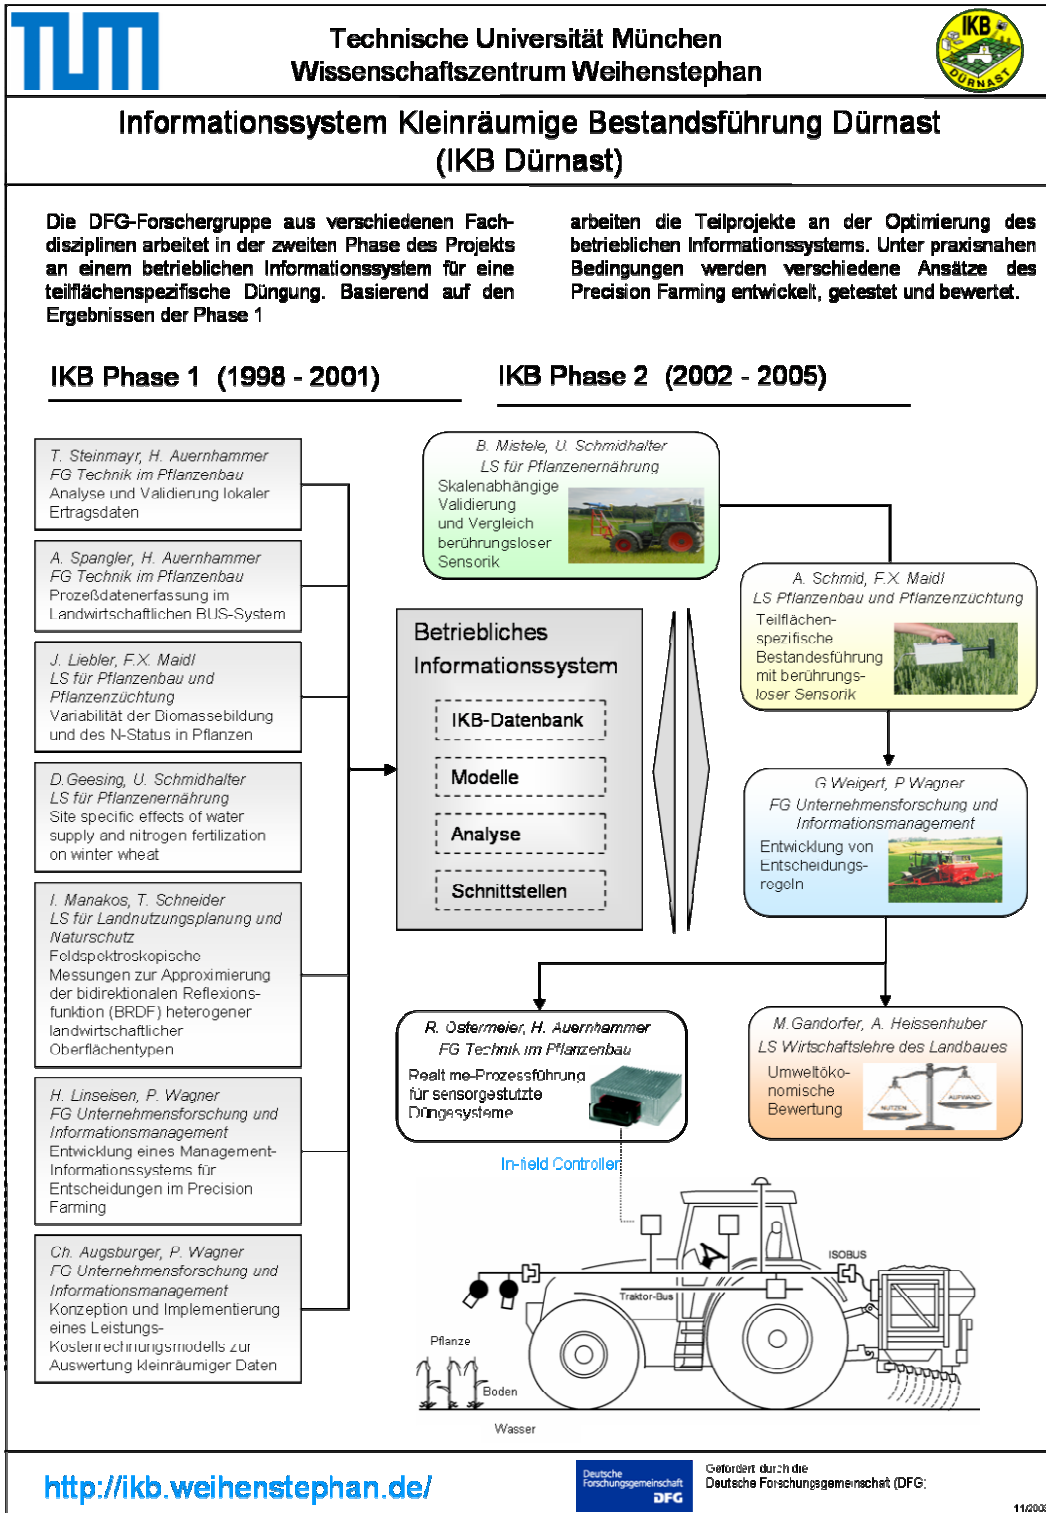 TUM
Technische Universität München
Wissenschaftszentrum Weihenstephan
IKB
DÜRNAST
Informationssystem Kleinräumige Bestandsführung Dürnast
(IKB Dürnast)
Die DFG-Forschergruppe aus verschiedenen Fach-
disziplinen arbeitet in der zweiten Phase des Projekts
an einem betrieblichen Informationssystem für eine
teilflächenspezifische Düngung. Basierend auf den
Ergebnissen der Phase 1
arbeiten die Teilprojekte an der Optimierung des
betrieblichen Informationssystems. Unter praxisnahen
Bedingungen werden verschiedene Ansätze des
Precision Farming entwickelt, getestet und bewertet.
IKB Phase 1 (1998 - 2001)
IKB Phase 2 (2002 - 2005)
T. Steinmayr, H. Auernhammer
FG Technik im Pflanzenbau
Analyse und Validierung lokaler
Ertragsdaten
A. Spangler, H. Auernhammer
FG Technik im Pflanzenbau
Prozeßdatenerfassung im
Landwirtschaftlichen BUS-System
J. Liebler, F.X. Maidl
LS für Pflanzenbau und
Pflanzenzüchtung
Variabilität der Biomassebildung
und des N-Status in Pflanzen
D.Geesing, U. Schmidhalter
LS für Pflanzenernährung
Site specific effects of water
supply and nitrogen fertilization
on winter wheat
I. Manakos, T. Schneider
LS für Landnutzungsplanung und
Naturschutz
Feldspektroskopische
Messungen zur Approximierung
der bidirektionalen Reflexions-
funktion (BRDF) heterogener
landwirtschaftlicher
Oberflächentypen
H. Linseisen, P. Wagner
FG Unternehmensforschung und
Informationsmanagement
Entwicklung eines Management-
Informationssystems für
Entscheidungen im Precision
Farming
Ch. Augsburger, P. Wagner
FG Unternehmensforschung und
Informationsmanagement
Konzeption und Implementierung
eines Leistungs-
Kostenrechnungsmodells zur
Auswertung kleinräumiger Daten
B. Mistele, U. Schmidhalter
LS für Pflanzenernährung
Skalenabhängige
Validierung
und Vergleich
berührungsloser
Sensorik
A. Schmid, F.X. Maidl
LS Pflanzenbau und Pflanzenzüchtung
Teilflächen-
spezifische
Bestandesführung
mit berührungs-
loser Sensorik
Betriebliches
Informationssystem
IKB-Datenbank
Modelle
Analyse
Schnittstellen
G Weigert, P Wagner
FG Unternehmensforschung und
Informationsmanagement
Entwicklung von
Entscheidungs-
regeln
R. Ostermeier, H. Auernhammer
FG Technik im Pflanzenbau
Realtime-Prozessführung
für sensorgestützte
Düngesysteme
M.Gandorfer, A. Heissenhuber
LS Wirtschaftslehre des Landbaues
Umweltöko-
nomische
Bewertung
NUTZEN
AUFWAND
In-field Controller
ISOBUS
Traktor-Bus
Pflanze
Boden
Wasser
http://ikb.weihenstephan.de/
Deutsche
Forschungsgemeinschaft
DFG
Gefördert durch die
Deutsche Forschungsgemeinschaft (DFG)